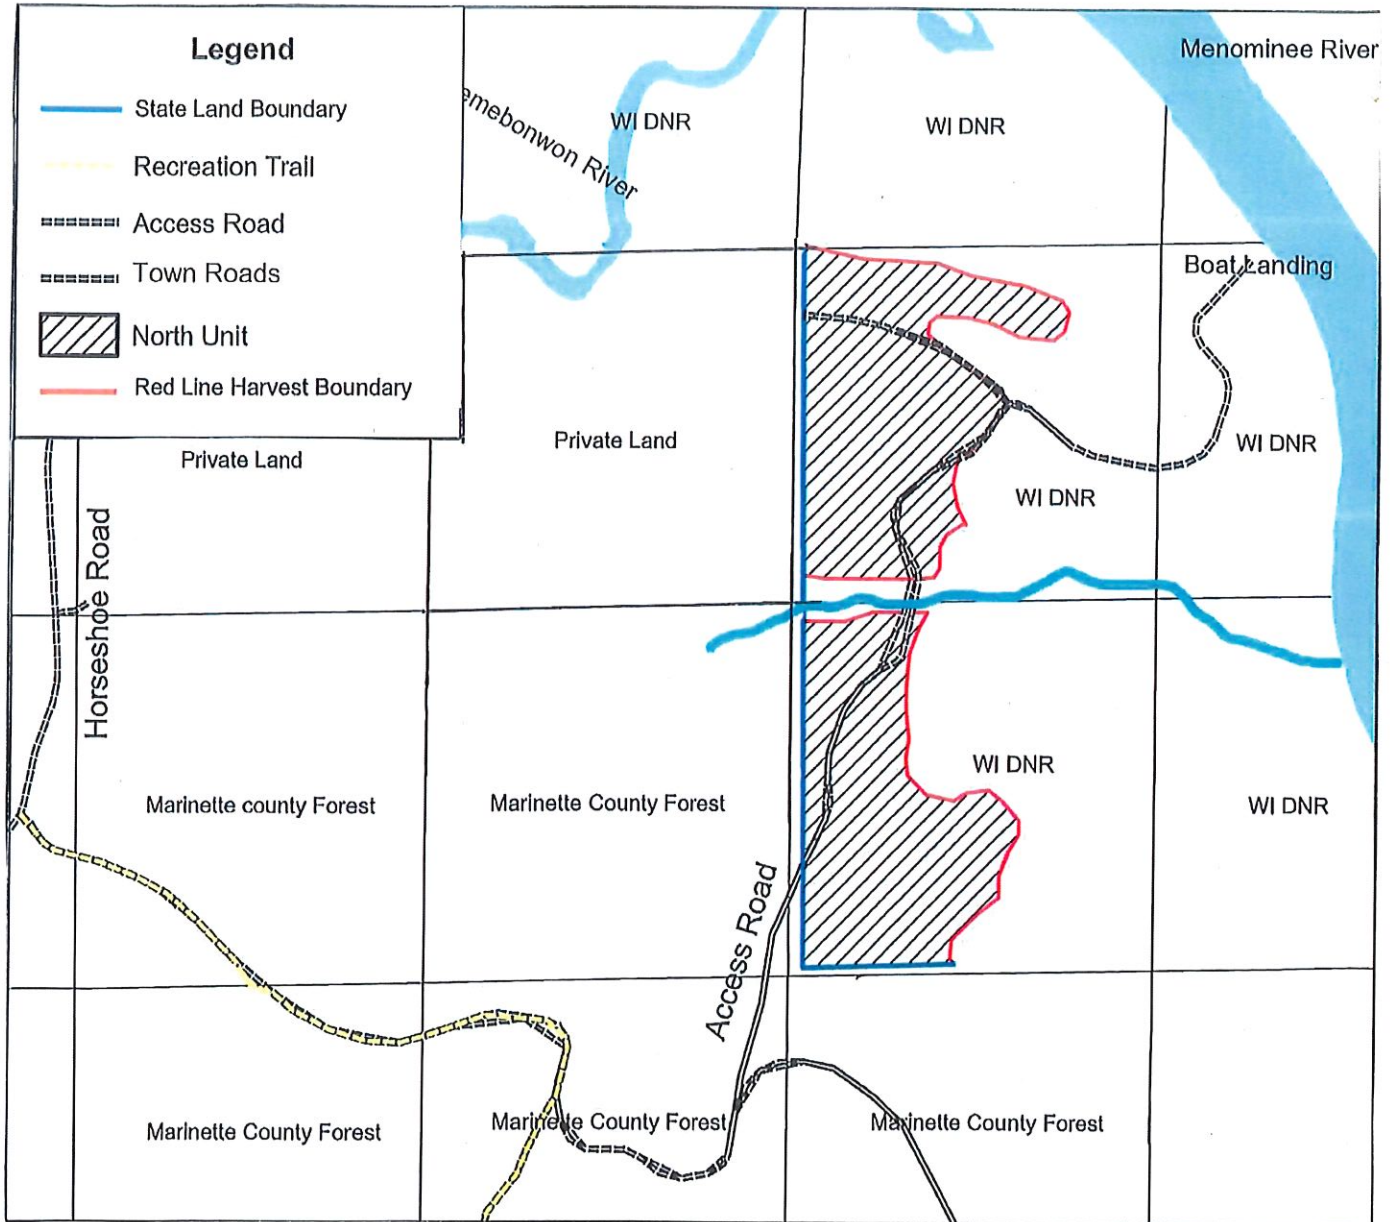 Legend
State Land Boundary
Recreation Trail
Access Road
Town Roads
North Unit
Red Line Harvest Boundary
Menominee River
emebonwon River
WI DNR
WI DNR
Boat Landing
Private Land
Private Land
WI DNR
WI DNR
Horseshoe Road
WI DNR
Marinette county Forest
Marinette County Forest
WI DNR
Access Road
Marinette County Forest
Marinette County Forest
Marinette County Forest